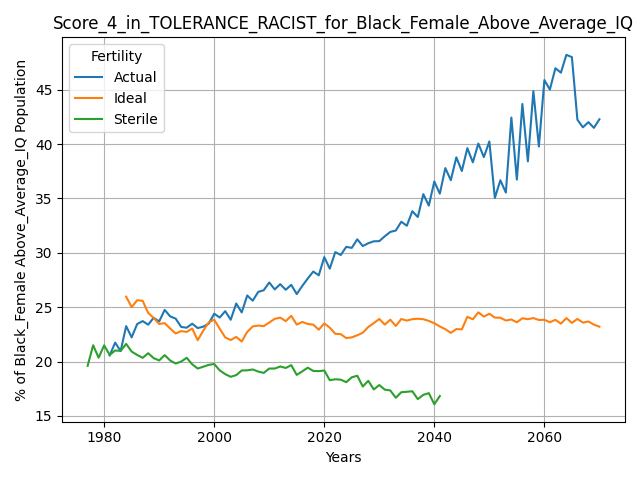 Score_4_in_TOLERANCE_RACIST_for_Black_Female_Above_Average_IQ
% of Black_Female Above_Average_IQ Population
Fertility
Actual
Ideal
Sterile
45
40
35
30
25
20
15
1980
2000
2020
2040
2060
Years